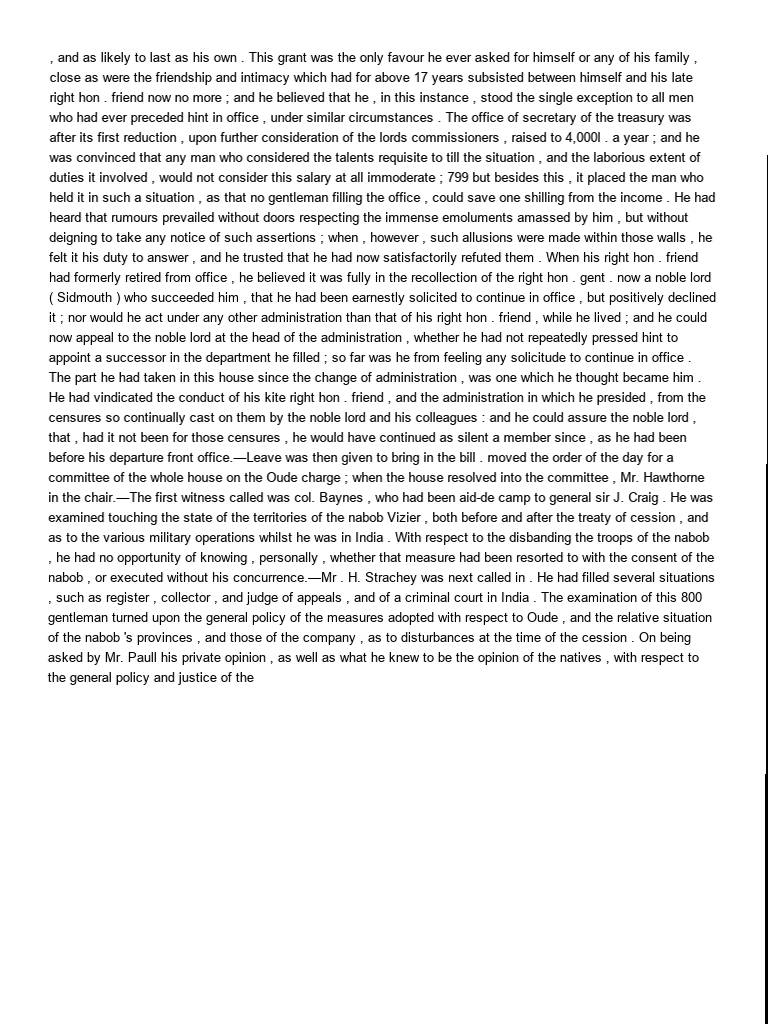 , and as likely to last as his own . This grant was the only favour he ever asked for himself or any of his family ,
close as were the friendship and intimacy which had for above 17 years subsisted between himself and his late
right hon . friend now no more ; and he believed that he , in this instance , stood the single exception to all men
who had ever preceded hint in office , under similar circumstances . The office of secretary of the treasury was
after its first reduction , upon further consideration of the lords commissioners , raised to 4,000l . a year ; and he
was convinced that any man who considered the talents requisite to till the situation , and the laborious extent of
duties it involved , would not consider this salary at all immoderate ; 799 but besides this , it placed the man who
held it in such a situation , as that no gentleman filling the office , could save one shilling from the income . He had
heard that rumours prevailed without doors respecting the immense emoluments amassed by him , but without
deigning to take any notice of such assertions ; when , however , such allusions were made within those walls , he
felt it his duty to answer , and he trusted that he had now satisfactorily refuted them . When his right hon . friend
had formerly retired from office , he believed it was fully in the recollection of the right hon . gent . now a noble lord
( Sidmouth ) who succeeded him , that he had been earnestly solicited to continue in office , but positively declined
it ; nor would he act under any other administration than that of his right hon . friend , while he lived ; and he could
now appeal to the noble lord at the head of the administration , whether he had not repeatedly pressed hint to
appoint a successor in the department he filled ; so far was he from feeling any solicitude to continue in office .
The part he had taken in this house since the change of administration , was one which he thought became him .
He had vindicated the conduct of his kite right hon . friend , and the administration in which he presided , from the
censures so continually cast on them by the noble lord and his colleagues : and he could assure the noble lord ,
that , had it not been for those censures , he would have continued as silent a member since , as he had been
before his departure front office.—Leave was then given to bring in the bill . moved the order of the day for a
committee of the whole house on the Oude charge ; when the house resolved into the committee , Mr. Hawthorne
in the chair.—The first witness called was col. Baynes , who had been aid-de camp to general sir J. Craig . He was
examined touching the state of the territories of the nabob Vizier , both before and after the treaty of cession , and
as to the various military operations whilst he was in India . With respect to the disbanding the troops of the nabob
, he had no opportunity of knowing , personally , whether that measure had been resorted to with the consent of the
nabob , or executed without his concurrence.—Mr . H. Strachey was next called in . He had filled several situations
, such as register , collector , and judge of appeals , and of a criminal court in India . The examination of this 800
gentleman turned upon the general policy of the measures adopted with respect to Oude , and the relative situation
of the nabob 's provinces , and those of the company , as to disturbances at the time of the cession . On being
asked by Mr. Paull his private opinion , as well as what he knew to be the opinion of the natives , with respect to
the general policy and justice of the